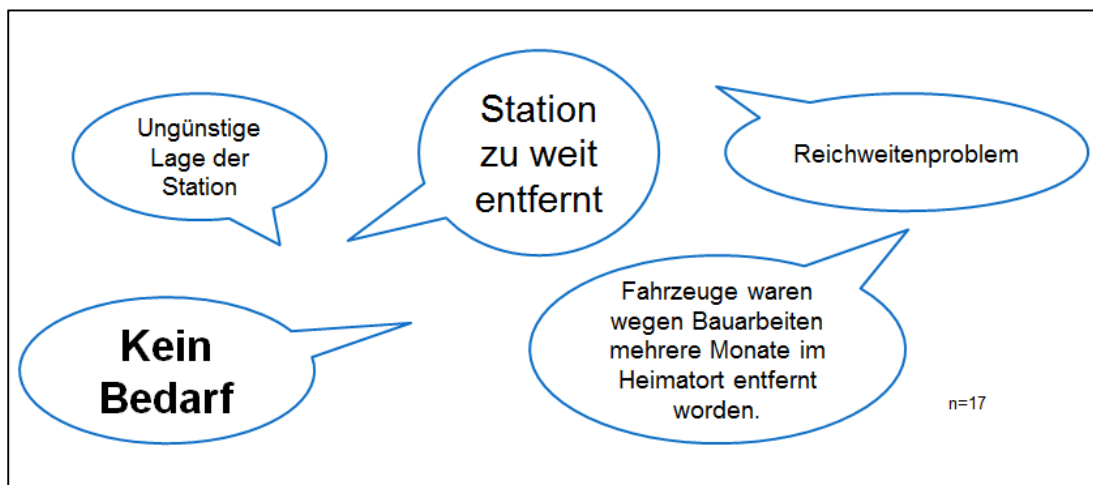 Ungünstige
Lage der
Station
Station
zu weit
entfernt
Reichweitenproblem
Kein
Bedarf
Fahrzeuge waren
wegen Bauarbeiten
mehrere Monate im
Heimatort entfernt
worden.
n=17